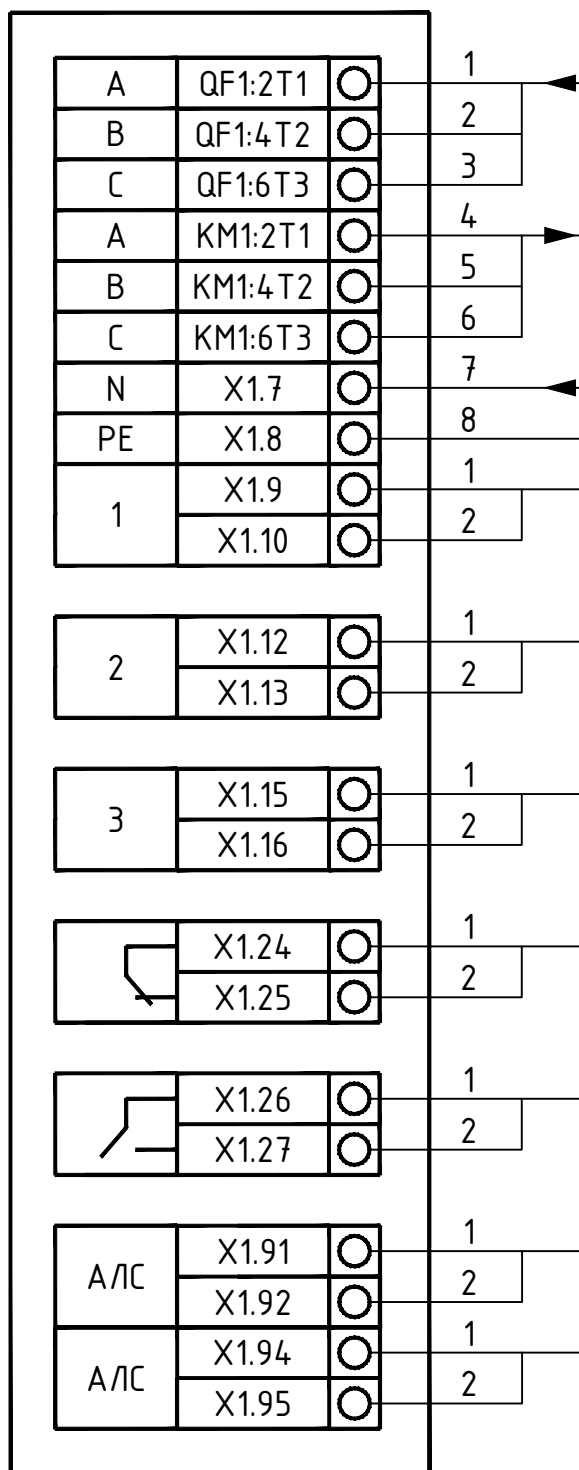 A QF1:2T1 1
B QF1:4T2 2
C QF1:6T3 3
A KM1:2T1 4
B KM1:4T2 5
C KM1:6T3 6
N X1.7 7
PE X1.8 8
1 X1.9 1
X1.10 2
2 X1.12 1
X1.13 2
3 X1.15 1
X1.16 2
X1.24 1
X1.25 2
X1.26 1
X1.27 2
АЛС X1.91 1
X1.92 2
АЛС X1.94 1
X1.95 2